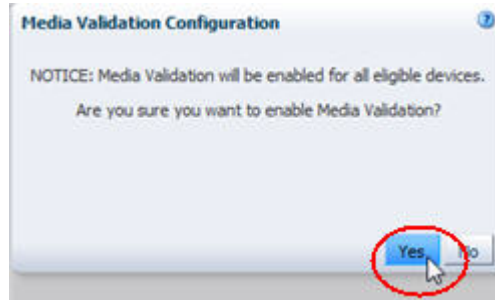 Media Validation Configuration
NOTICE: Media Validation will be enabled for all eligible devices.
Are you sure you want to enable Media Validation?
Yes No